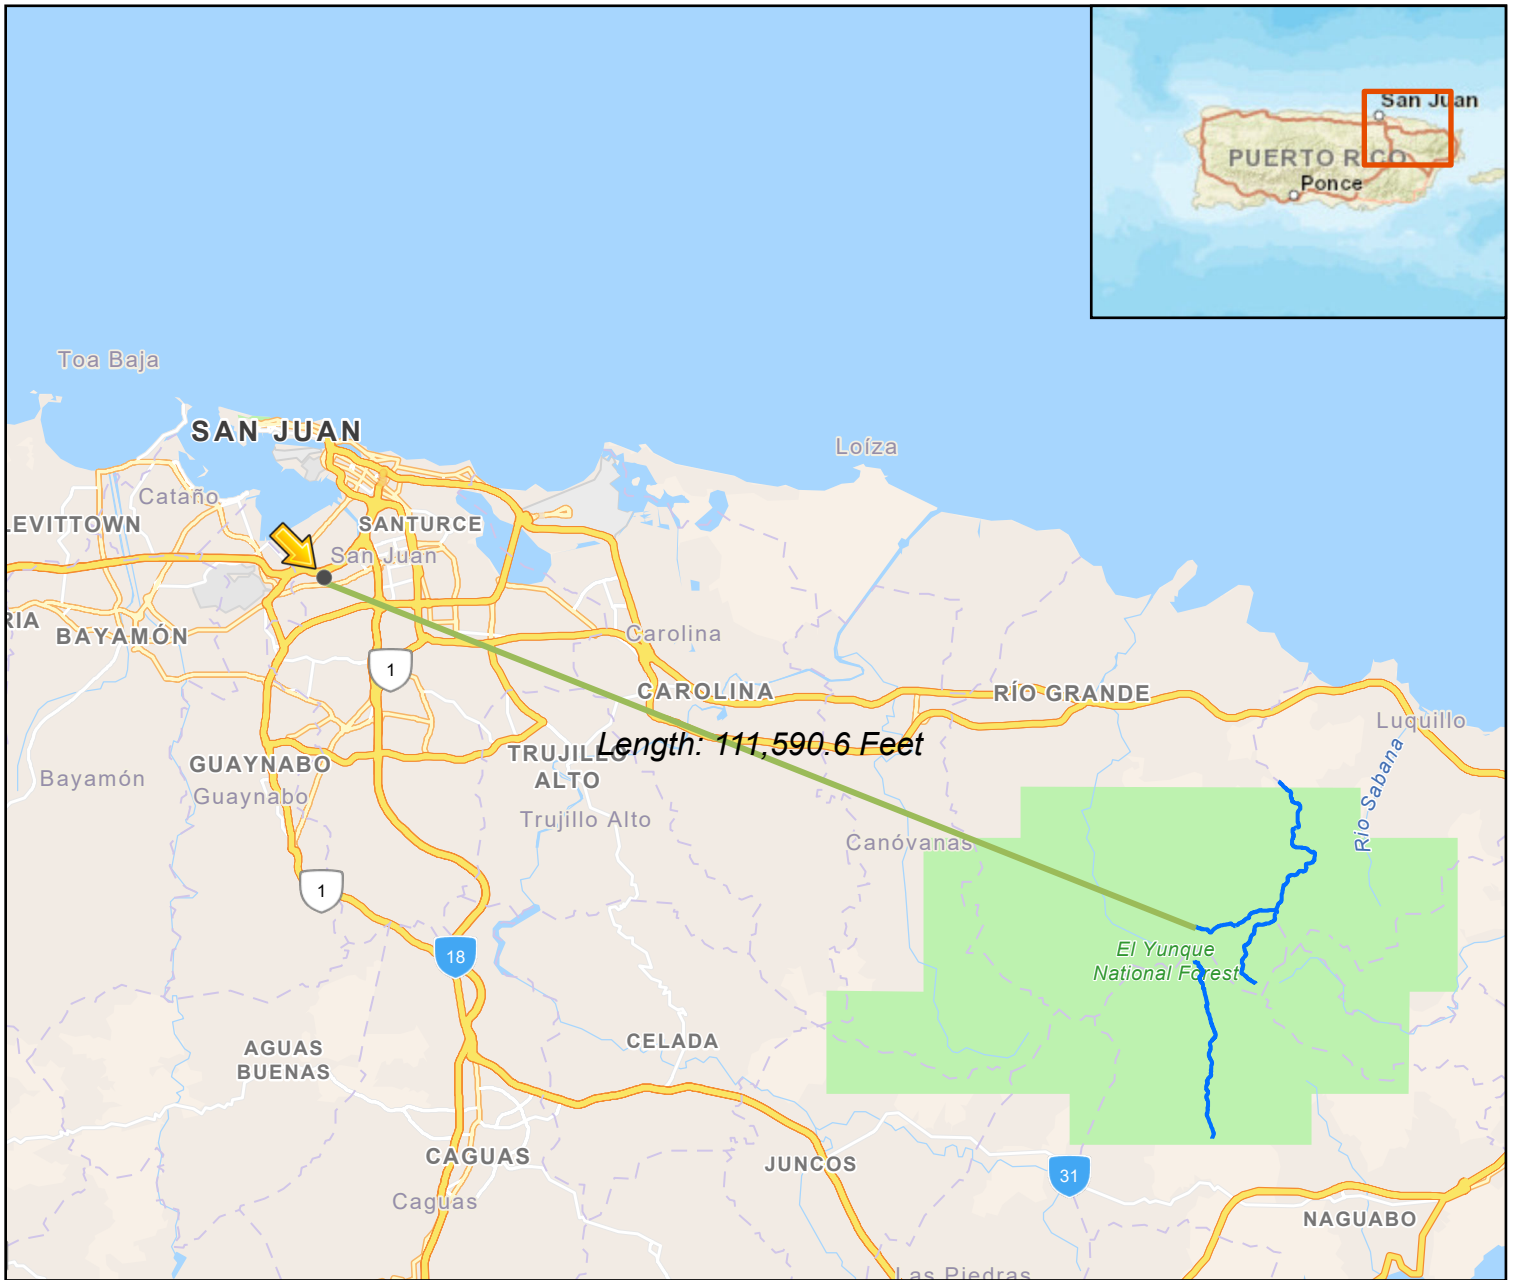 San Juan
PUERTO RICO
Ponce
Toa Baja
SAN JUAN
Loíza
Cataño
LEVITTOWN
SANTURCE
San Juan
RIA
BAYAMÓN
Carolina
1
CAROLINA
RÍO GRANDE
Luquillo
Length: 111,590.6 Feet
TRUJILLO
ALTO
GUAYNABO
Guaynabo
Bayamón
Rio Sabana
Trujillo Alto
Canóvanas
1
18
El Yunque
National Forest
AGUAS
BUENAS
CELADA
CAGUAS
JUNCOS
31
Caguas
NAGUABO
Las Piedras